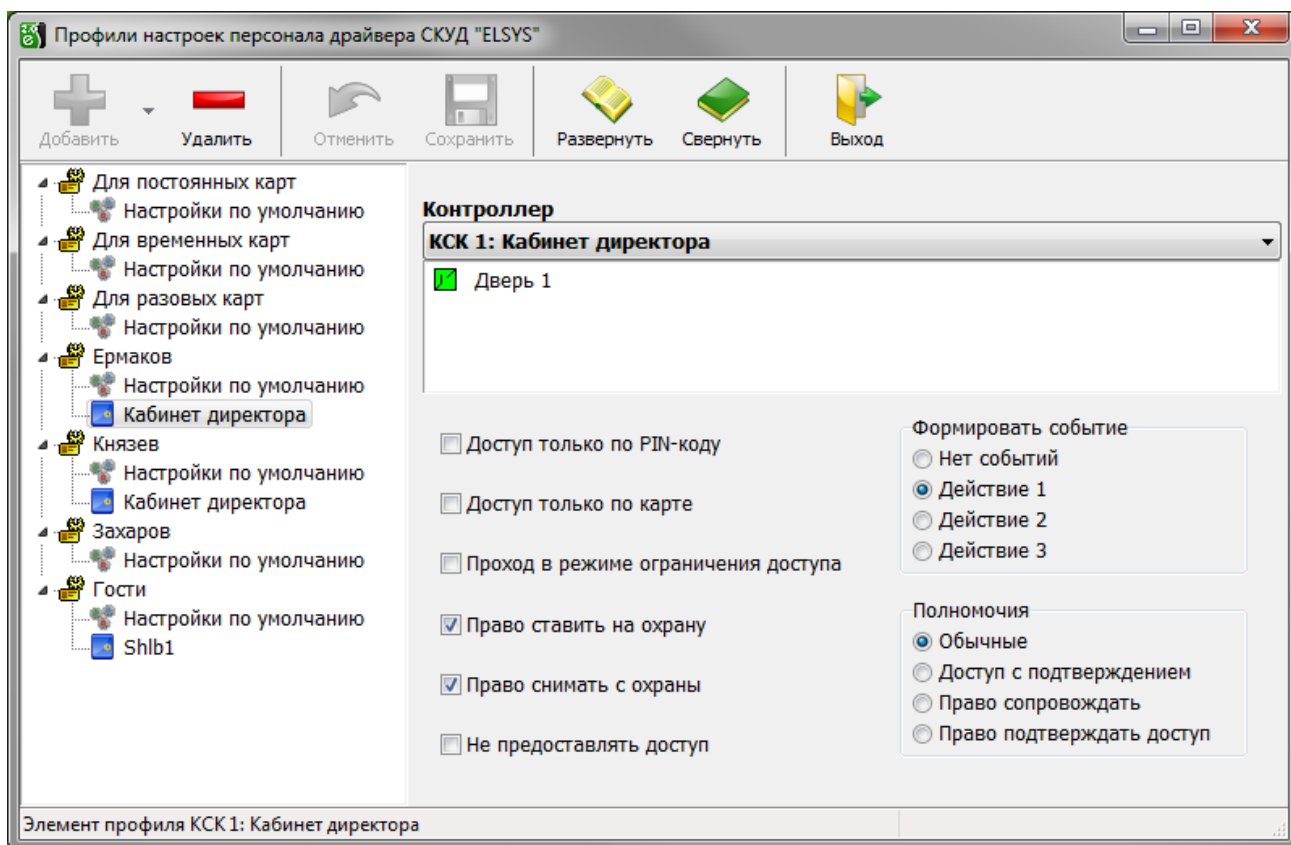 Профили настроек персонала драйвера СКУД "ELSYS"
Добавить Удалить Отменить Сохранить Развернуть Свернуть Выход
Для постоянных карт
Настройки по умолчанию
Для временных карт
Настройки по умолчанию
Для разовых карт
Настройки по умолчанию
Ермаков
Настройки по умолчанию
Кабинет директора
Князев
Настройки по умолчанию
Кабинет директора
Захаров
Настройки по умолчанию
Гости
Настройки по умолчанию
Shlb1
Контроллер
КСК 1: Кабинет директора
Дверь 1
Доступ только по PIN-коду
Доступ только по карте
Проход в режиме ограничения доступа
Право ставить на охрану
Право снимать с охраны
Не предоставлять доступ
Формировать событие
Нет событий
Действие 1
Действие 2
Действие 3
Полномочия
Обычные
Доступ с подтверждением
Право сопровождать
Право подтверждать доступ
Элемент профиля КСК 1: Кабинет директора